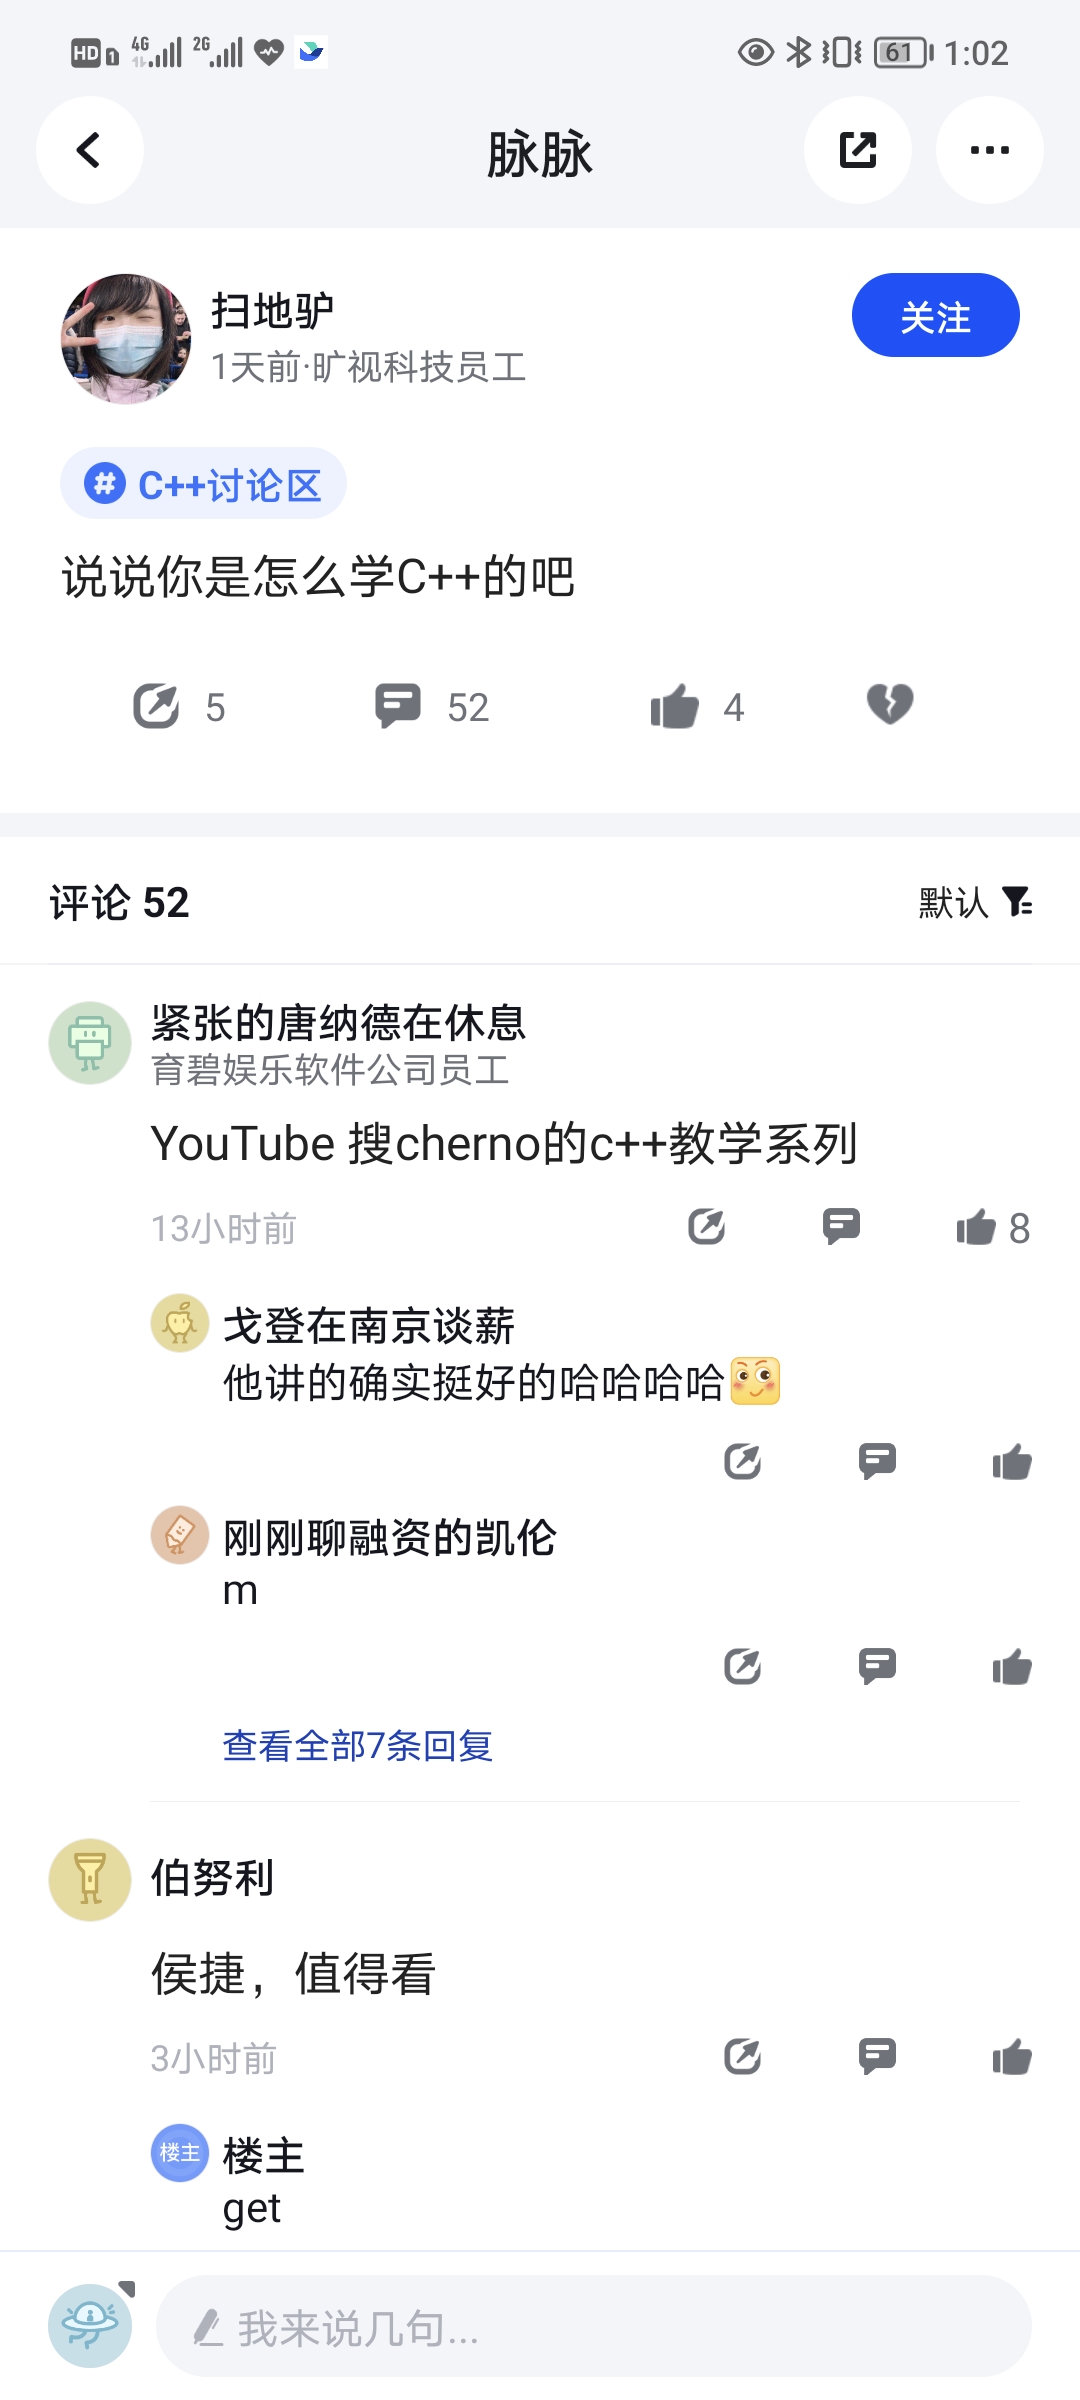 HD 1 4G 2G 61 1:02
脉脉
扫地驴
关注
1天前·旷视科技员工
# C++讨论区
说说你是怎么学C++的吧
5 52 4
评论 52
默认
紧张的唐纳德在休息
育碧娱乐软件公司员工
YouTube 搜cherno的c++教学系列
13小时前
8
戈登在南京谈薪
他讲的确实挺好的哈哈哈哈
刚刚聊融资的凯伦
m
查看全部7条回复
伯努利
侯捷，值得看
3小时前
楼主 楼主
get
我来说几句...